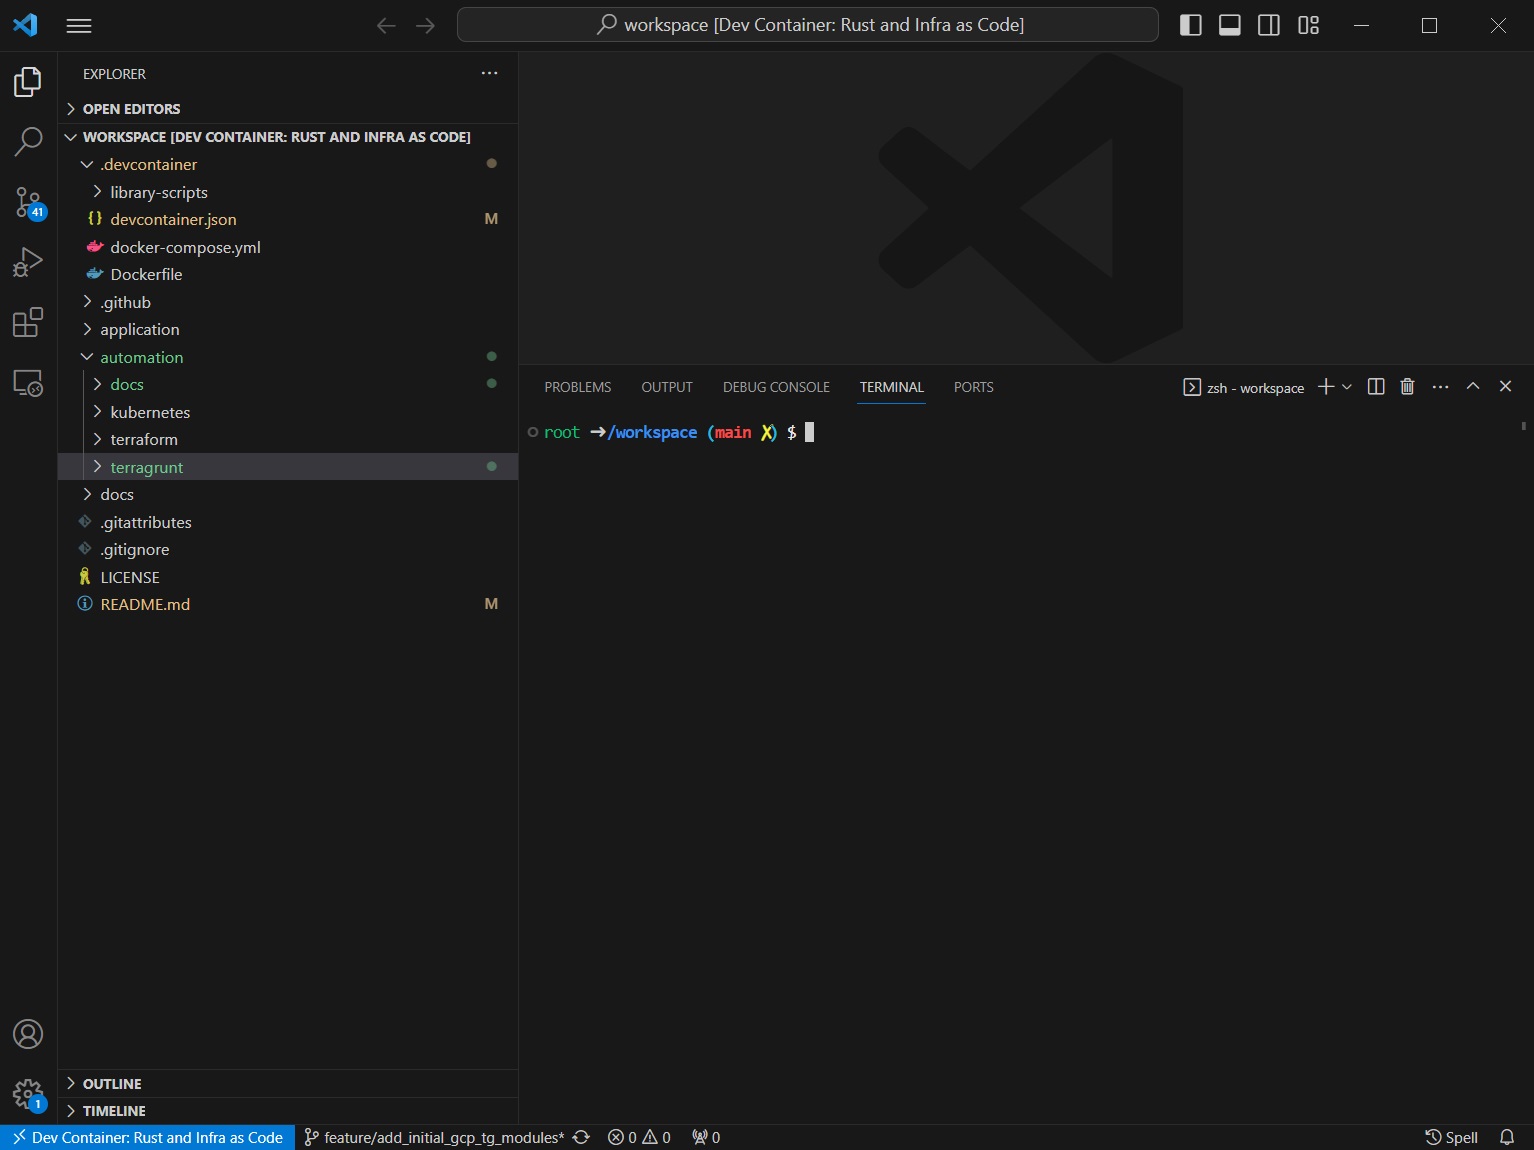 workspace [Dev Container: Rust and Infra as Code]
EXPLORER
OPEN EDITORS
WORKSPACE [DEV CONTAINER: RUST AND INFRA AS CODE]
.devcontainer
library-scripts
devcontainer.json M
docker-compose.yml
Dockerfile
.github
application
automation
docs
kubernetes
terraform
terragrunt
docs
.gitattributes
.gitignore
LICENSE
README.md M
OUTLINE
TIMELINE
41
1
PROBLEMS OUTPUT DEBUG CONSOLE TERMINAL PORTS zsh - workspace
root ➜/workspace (main ✗) $
Dev Container: Rust and Infra as Code feature/add_initial_gcp_tg_modules* 0 0 0 Spell